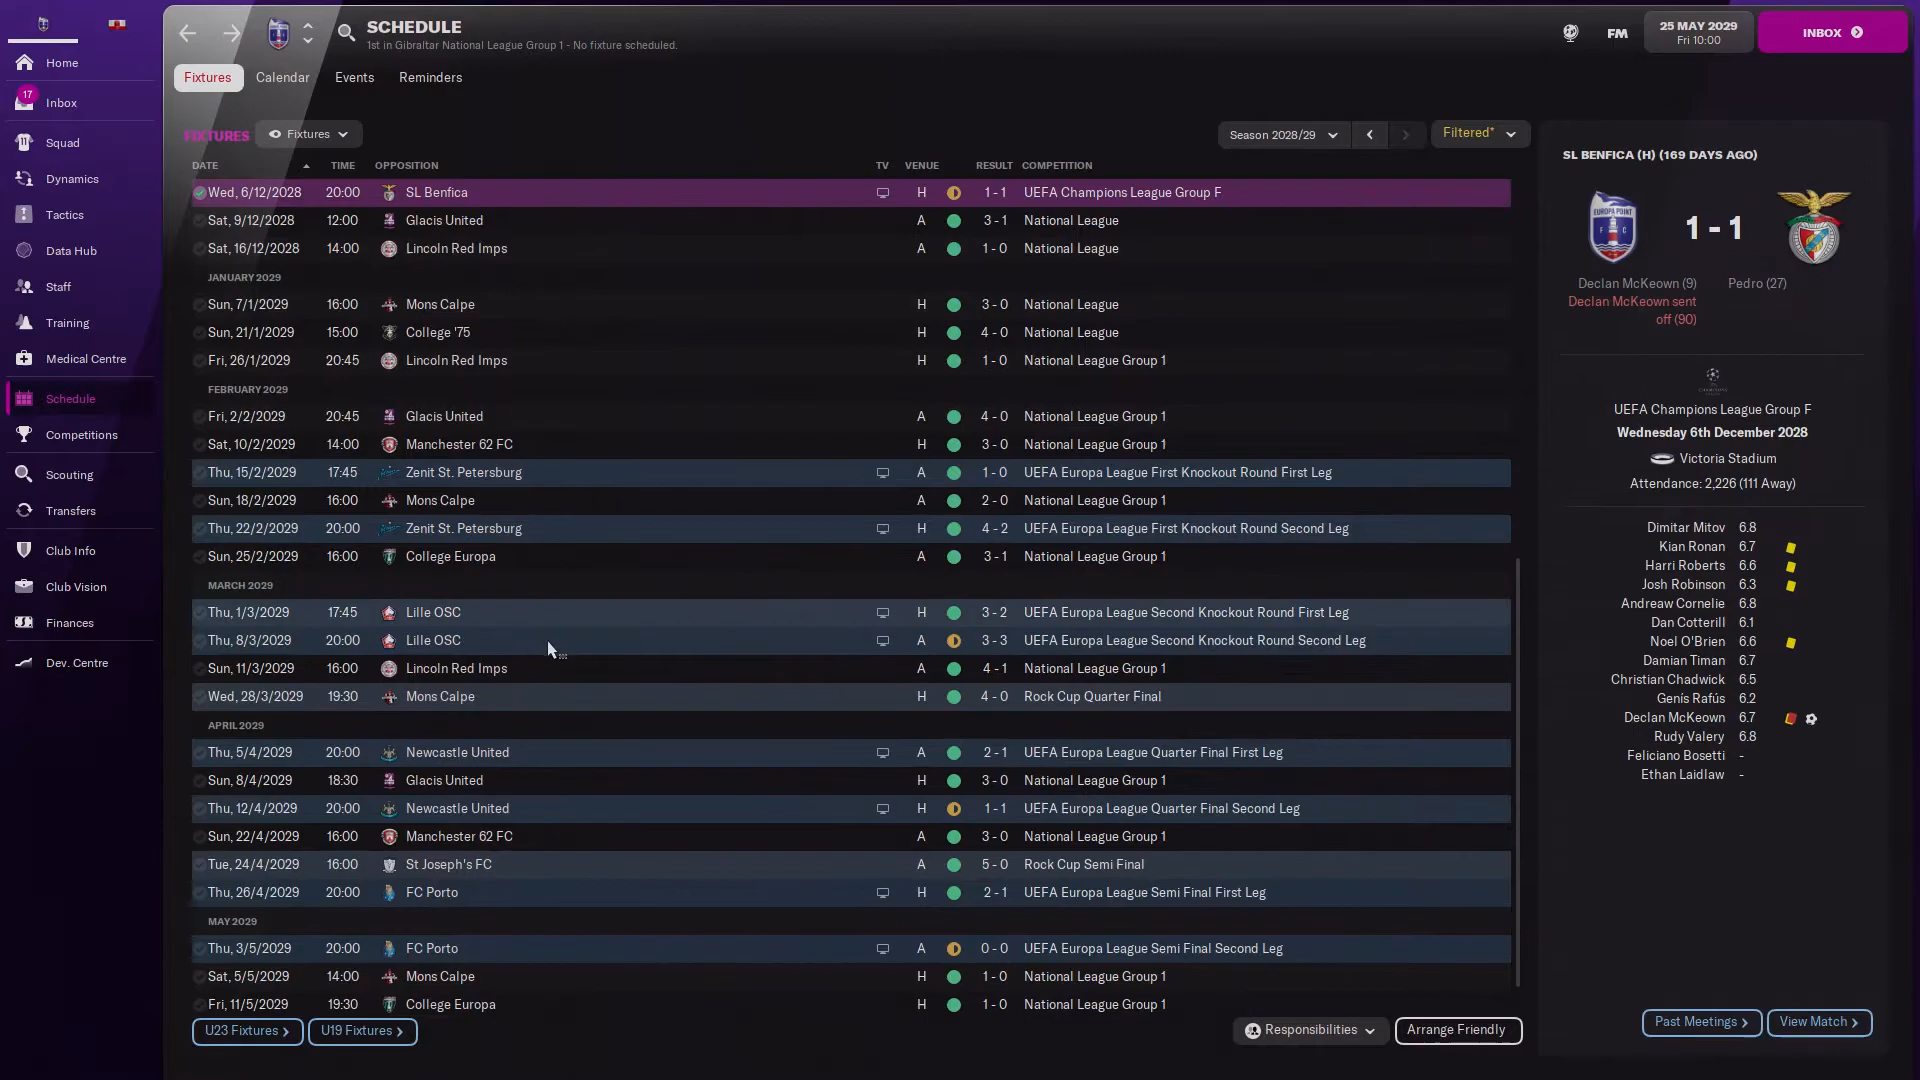 SCHEDULE
1st in Gibraltar National League Group 1 - No fixture scheduled.
FM
25 MAY 2029
Fri 10:00
INBOX
Fixtures Calendar Events Reminders
Home
17
Inbox
Squad
Dynamics
Tactics
Data Hub
Staff
Training
Medical Centre
Schedule
Competitions
Scouting
Transfers
Club Info
Club Vision
Finances
Dev. Centre
FIXTURES Fixtures Season 2028/29 Filtered*
DATE TIME OPPOSITION TV VENUE RESULT COMPETITION
Wed, 6/12/2028 20:00 SL Benfica H 1 - 1 UEFA Champions League Group F
Sat, 9/12/2028 12:00 Glacis United A 3 - 1 National League
Sat, 16/12/2028 14:00 Lincoln Red Imps A 1 - 0 National League
JANUARY 2029
Sun, 7/1/2029 16:00 Mons Calpe H 3 - 0 National League
Sun, 21/1/2029 15:00 College '75 H 4 - 0 National League
Fri, 26/1/2029 20:45 Lincoln Red Imps H 1 - 0 National League Group 1
FEBRUARY 2029
Fri, 2/2/2029 20:45 Glacis United A 4 - 0 National League Group 1
Sat, 10/2/2029 14:00 Manchester 62 FC H 3 - 0 National League Group 1
Thu, 15/2/2029 17:45 Zenit St. Petersburg A 1 - 0 UEFA Europa League First Knockout Round First Leg
Sun, 18/2/2029 16:00 Mons Calpe A 2 - 0 National League Group 1
Thu, 22/2/2029 20:00 Zenit St. Petersburg H 4 - 2 UEFA Europa League First Knockout Round Second Leg
Sun, 25/2/2029 16:00 College Europa A 3 - 1 National League Group 1
MARCH 2029
Thu, 1/3/2029 17:45 Lille OSC H 3 - 2 UEFA Europa League Second Knockout Round First Leg
Thu, 8/3/2029 20:00 Lille OSC A 3 - 3 UEFA Europa League Second Knockout Round Second Leg
Sun, 11/3/2029 16:00 Lincoln Red Imps A 4 - 1 National League Group 1
Wed, 28/3/2029 19:30 Mons Calpe H 4 - 0 Rock Cup Quarter Final
APRIL 2029
Thu, 5/4/2029 20:00 Newcastle United A 2 - 1 UEFA Europa League Quarter Final First Leg
Sun, 8/4/2029 18:30 Glacis United H 3 - 0 National League Group 1
Thu, 12/4/2029 20:00 Newcastle United H 1 - 1 UEFA Europa League Quarter Final Second Leg
Sun, 22/4/2029 16:00 Manchester 62 FC A 3 - 0 National League Group 1
Tue, 24/4/2029 16:00 St Joseph's FC A 5 - 0 Rock Cup Semi Final
Thu, 26/4/2029 20:00 FC Porto H 2 - 1 UEFA Europa League Semi Final First Leg
MAY 2029
Thu, 3/5/2029 20:00 FC Porto A 0 - 0 UEFA Europa League Semi Final Second Leg
Sat, 5/5/2029 14:00 Mons Calpe H 1 - 0 National League Group 1
Fri, 11/5/2029 19:30 College Europa H 1 - 0 National League Group 1
U23 Fixtures U19 Fixtures Responsibilities Arrange Friendly
SL BENFICA (H) (169 DAYS AGO)
EUROPA POINT
F C
1 - 1
Declan McKeown (9) Pedro (27)
Declan McKeown sent
off (90)
UEFA Champions League Group F
Wednesday 6th December 2028
Victoria Stadium
Attendance: 2,226 (111 Away)
Dimitar Mitov 6.8
Kian Ronan 6.7
Harri Roberts 6.6
Josh Robinson 6.3
Andreaw Cornelie 6.8
Dan Cotterill 6.1
Noel O'Brien 6.6
Damian Timan 6.7
Christian Chadwick 6.5
Genís Rafús 6.2
Declan McKeown 6.7
Rudy Valery 6.8
Feliciano Bosetti -
Ethan Laidlaw -
Past Meetings View Match